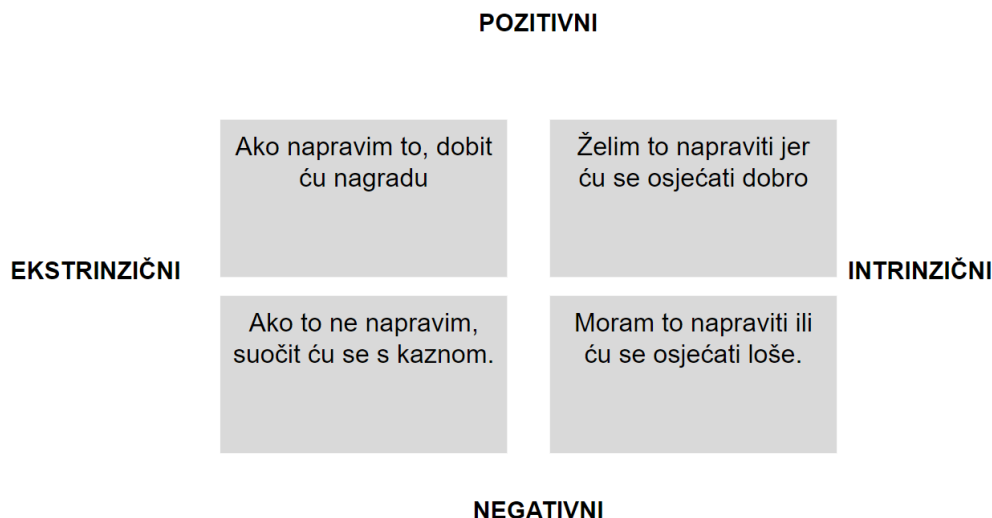 POZITIVNI
Ako napravim to, dobit
ću nagradu
Želim to napraviti jer
ću se osjećati dobro
EKSTRINZIČNI
INTRINZIČNI
Ako to ne napravim,
suočit ću se s kaznom.
Moram to napraviti ili
ću se osjećati loše.
NEGATIVNI